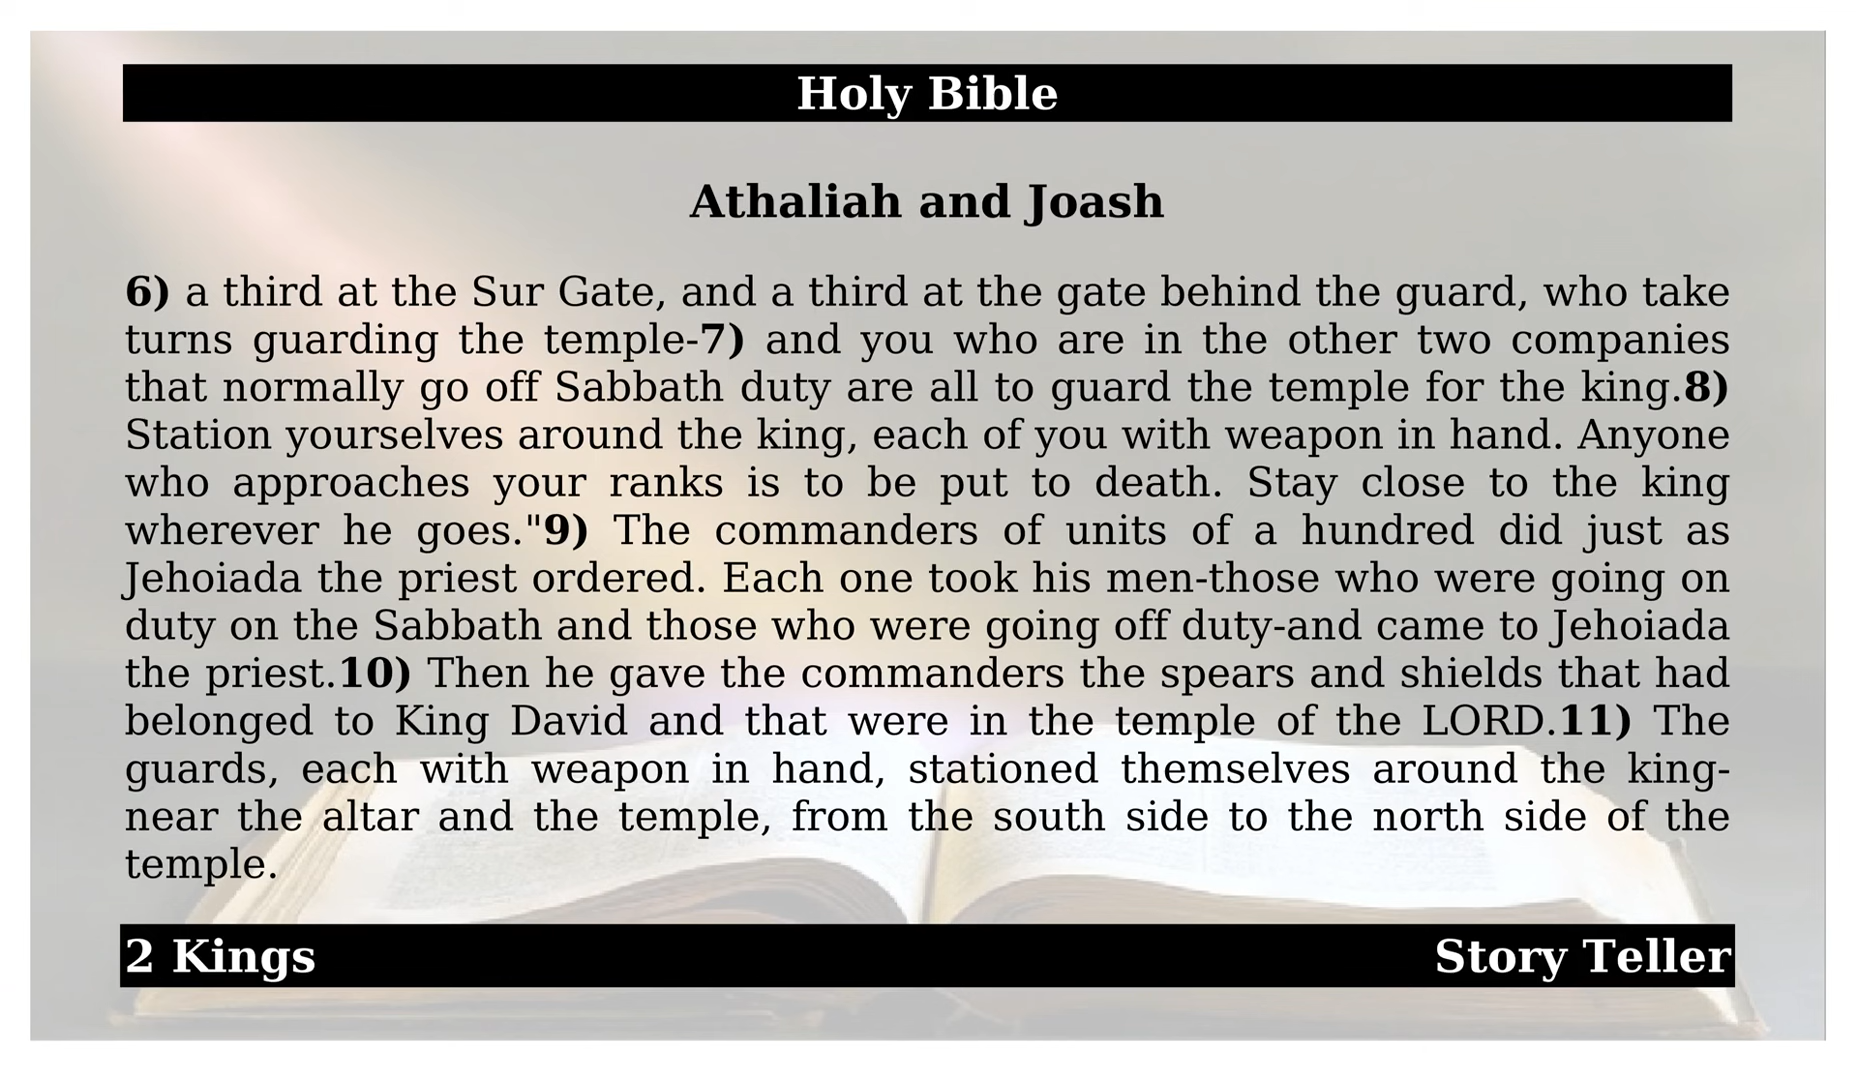 Holy Bible
Athaliah and Joash
6) a third at the Sur Gate, and a third at the gate behind the guard, who take
turns guarding the temple-7) and you who are in the other two companies
that normally go off Sabbath duty are all to guard the temple for the king.8)
Station yourselves around the king, each of you with weapon in hand. Anyone
who approaches your ranks is to be put to death. Stay close to the king
wherever he goes."9) The commanders of units of a hundred did just as
Jehoiada the priest ordered. Each one took his men-those who were going on
duty on the Sabbath and those who were going off duty-and came to Jehoiada
the priest.10) Then he gave the commanders the spears and shields that had
belonged to King David and that were in the temple of the LORD.11) The
guards, each with weapon in hand, stationed themselves around the king-
near the altar and the temple, from the south side to the north side of the
temple.
2 Kings Story Teller